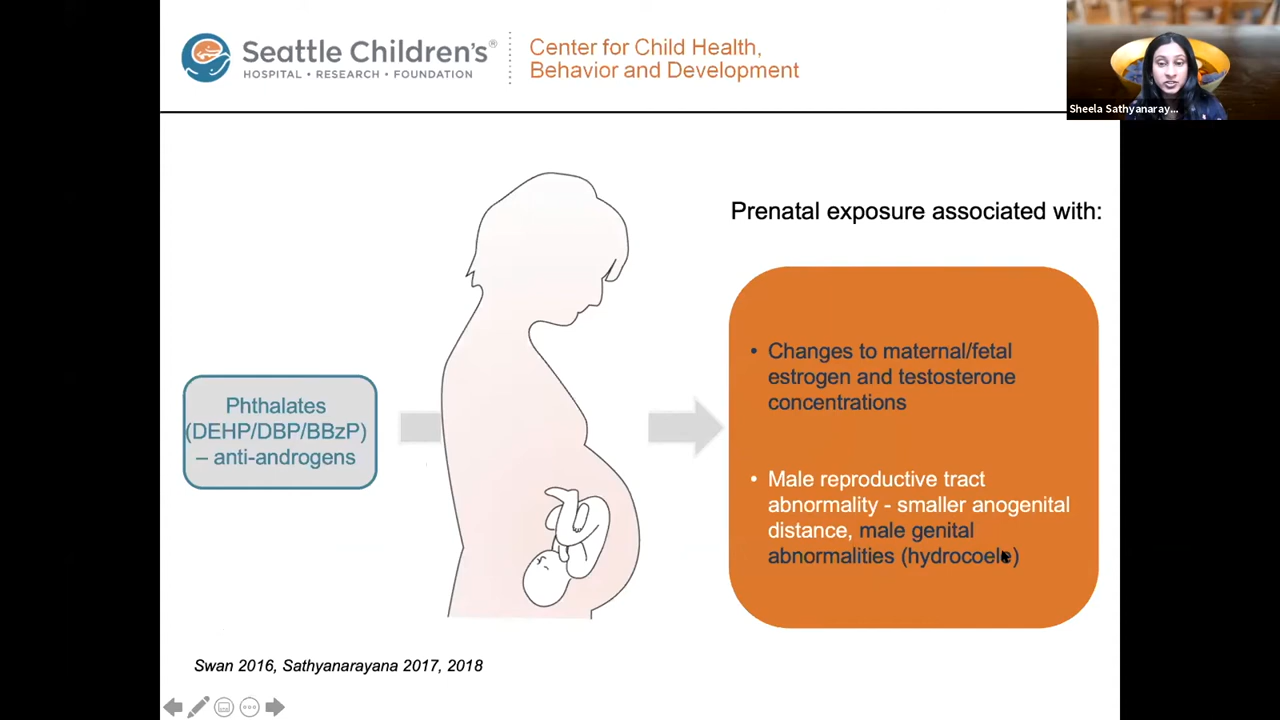 Seattle Children's®
HOSPITAL • RESEARCH • FOUNDATION
Center for Child Health,
Behavior and Development
Sheela Sathyanaray...
Prenatal exposure associated with:
• Changes to maternal/fetal
estrogen and testosterone
concentrations
Phthalates
(DEHP/DBP/BBzP)
– anti-androgens
• Male reproductive tract
abnormality - smaller anogenital
distance, male genital
abnormalities (hydrocoele)
Swan 2016, Sathyanarayana 2017, 2018